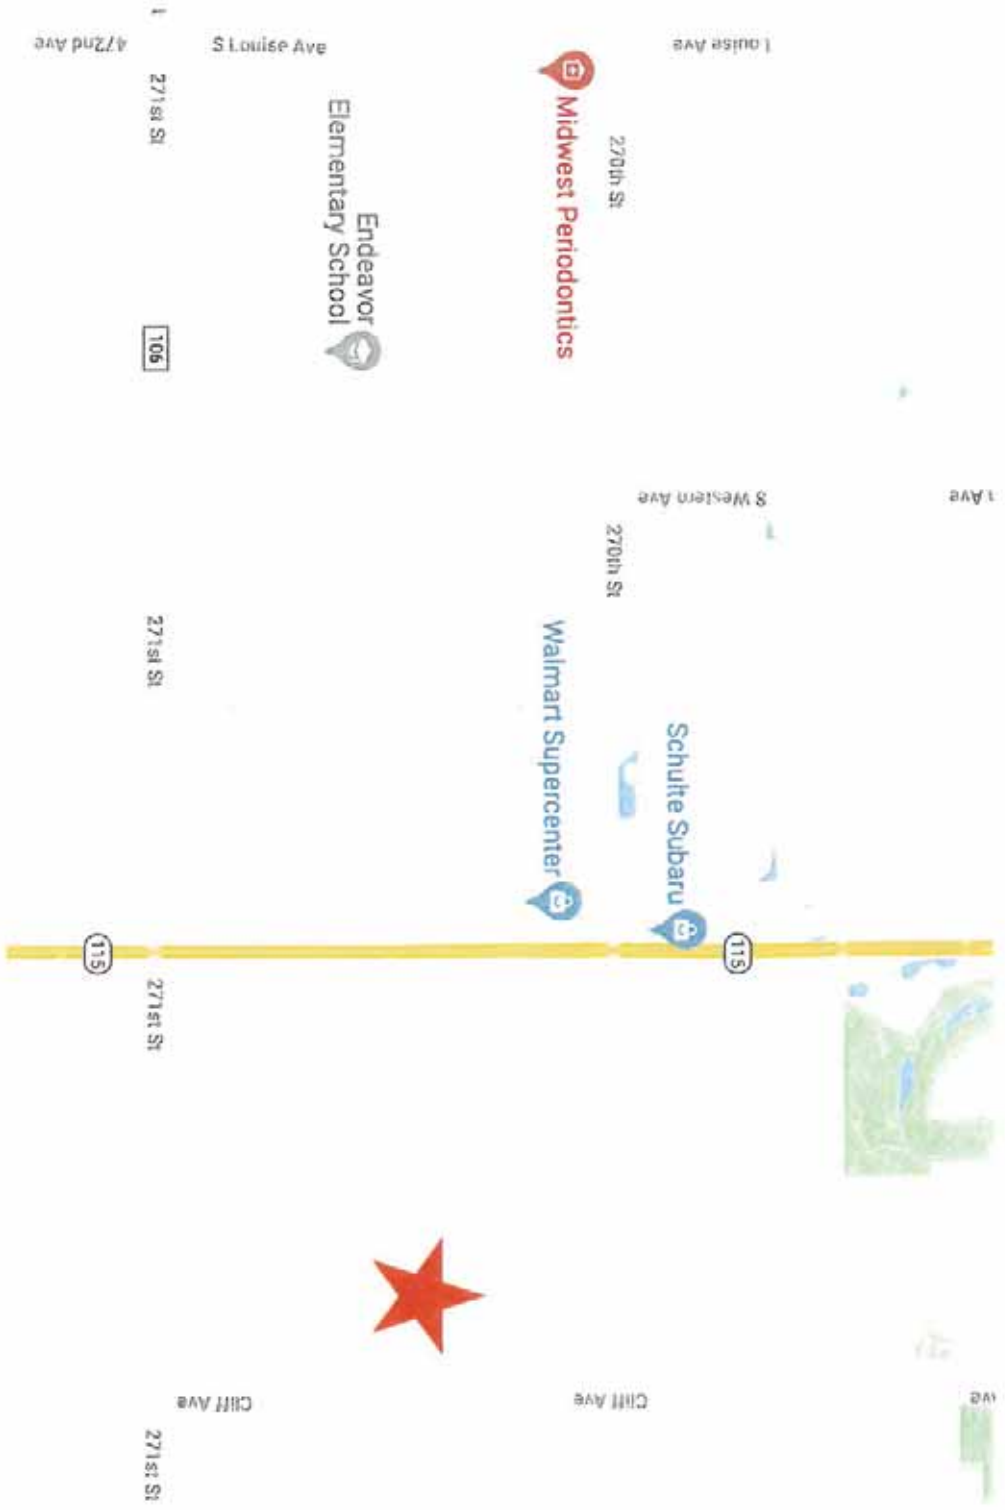 Ave
115
Louise Ave
S Western Ave
Schulte Subaru
270th St
270th St
Cliff Ave
Midwest Periodontics
Walmart Supercenter
Endeavor
Elementary School
S Louise Ave
Cliff Ave
271st St
106
271st St
271st St
271st St
115
472nd Ave